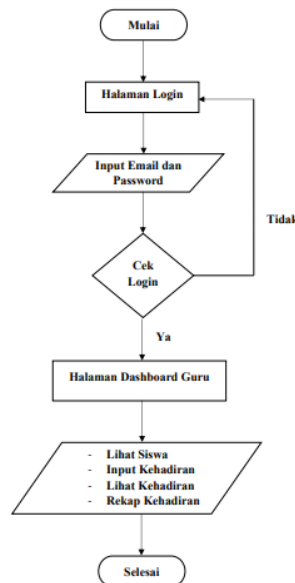 Mulai
Halaman Login
Input Email dan
Password
Tidak
Cek
Login
Ya
Halaman Dashboard Guru
- Lihat Siswa
- Input Kehadiran
- Lihat Kehadiran
- Rekap Kehadiran
Selesai